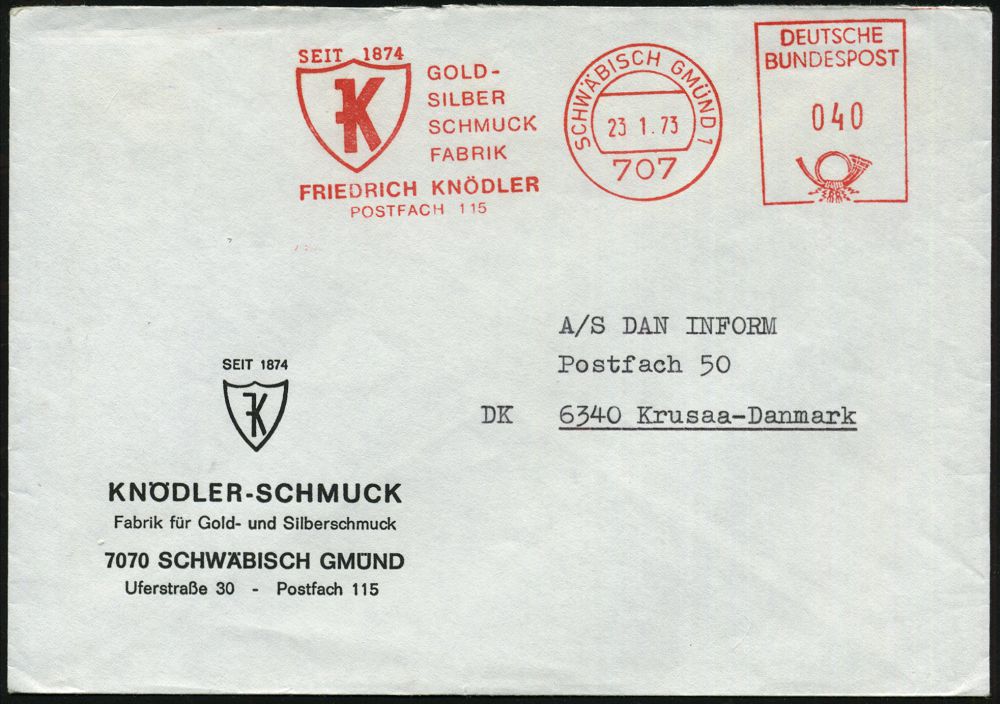 SEIT 1874
K
GOLD-
SILBER
SCHMUCK
FABRIK
FRIEDRICH KNÖDLER
POSTFACH 115
SCHWÄBISCH GMÜND 1
23 1.73
707
DEUTSCHE
BUNDESPOST
040
A/S DAN INFORM
Postfach 50
DK 6340 Krusaa-Danmark
SEIT 1874
K
KNÖDLER-SCHMUCK
Fabrik für Gold- und Silberschmuck
7070 SCHWÄBISCH GMÜND
Uferstraße 30 - Postfach 115